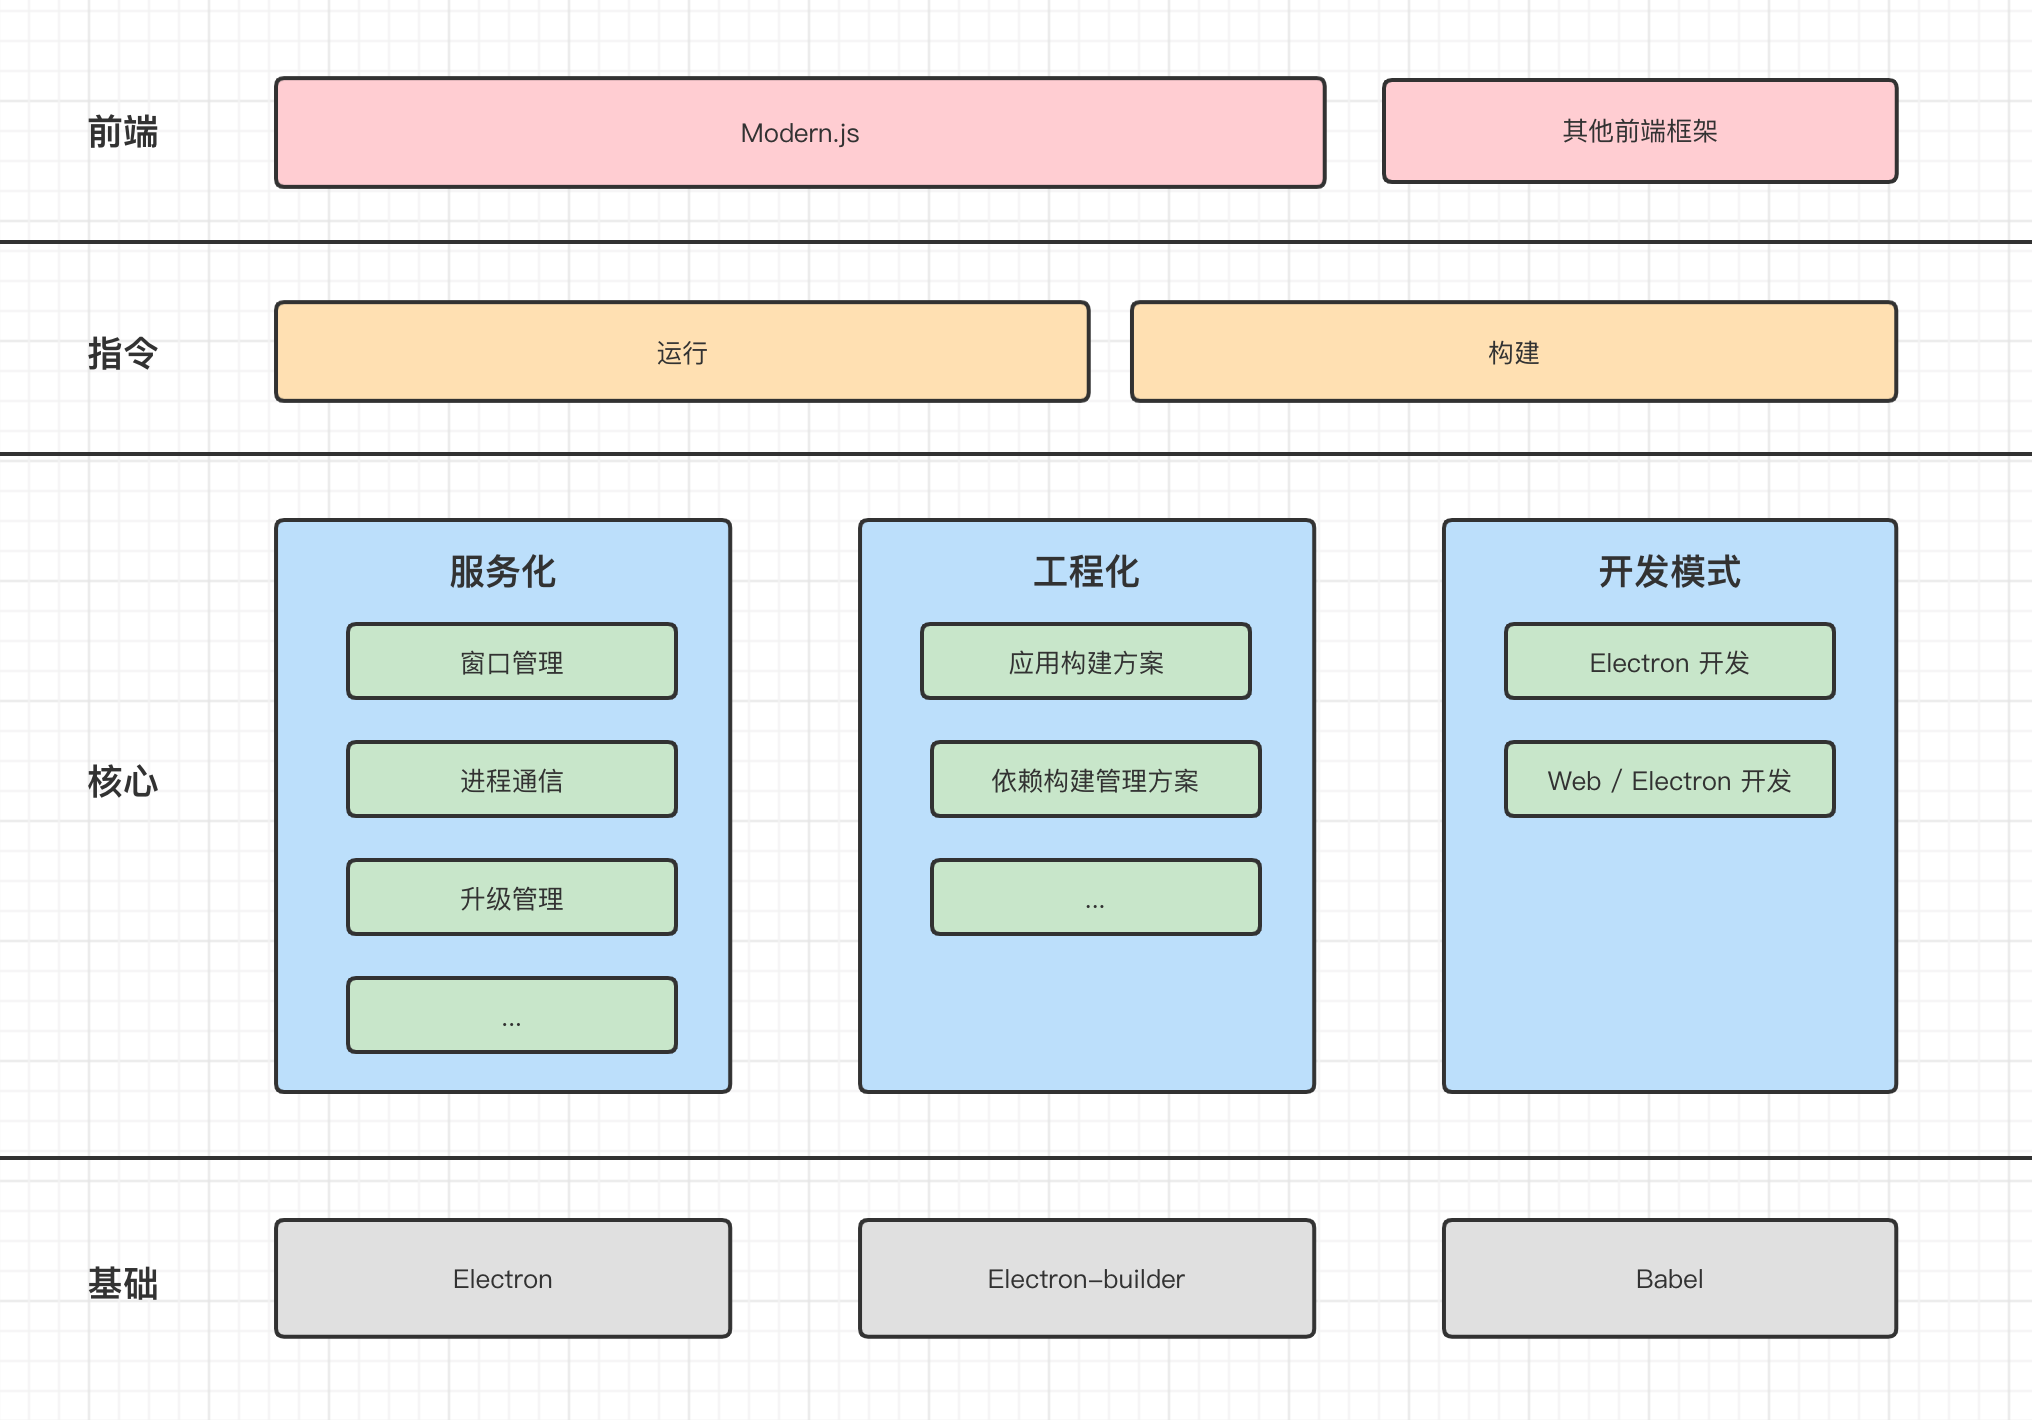 前端
Modern.js
其他前端框架
指令
运行
构建
核心
服务化
窗口管理
进程通信
升级管理
...
工程化
应用构建方案
依赖构建管理方案
...
开发模式
Electron 开发
Web / Electron 开发
基础
Electron
Electron-builder
Babel